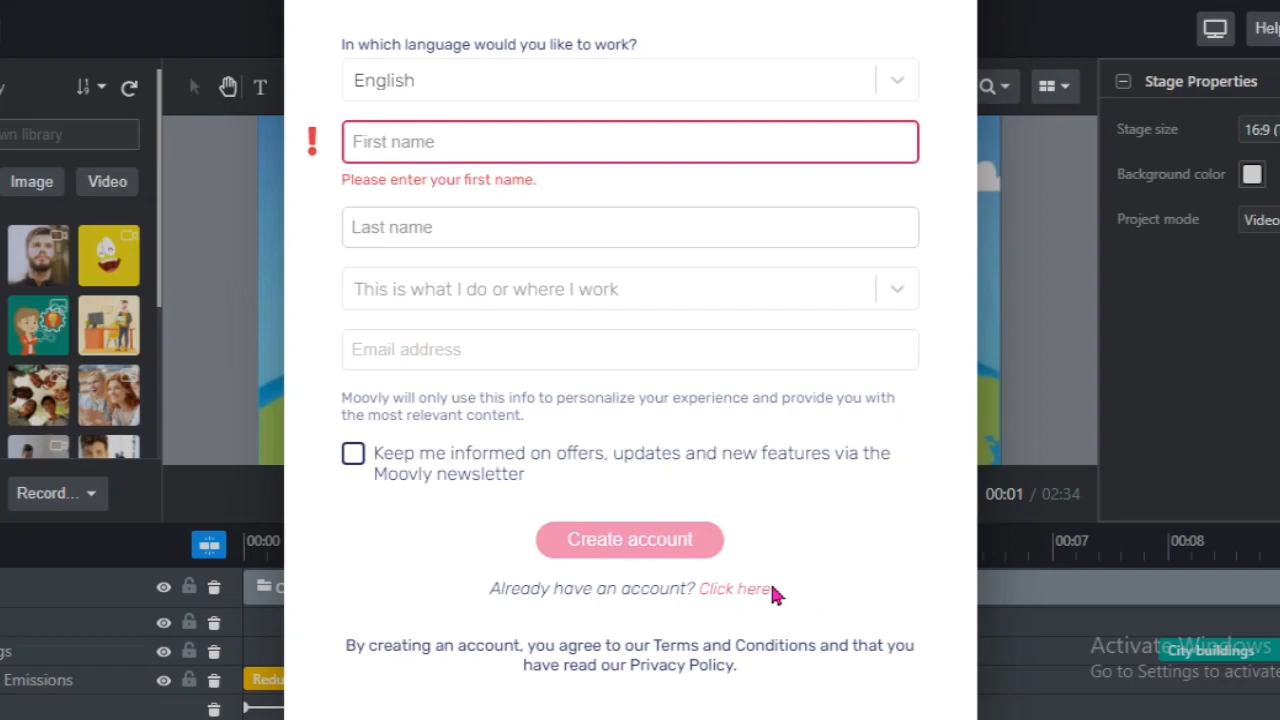 In which language would you like to work?
Help
English
T
Stage Properties
own library
First name
Stage size
16:9
Please enter your first name.
Image
Video
Background color
Last name
Project mode
Video
This is what I do or where I work
Email address
Moovly will only use this info to personalize your experience and provide you with
the most relevant content.
Keep me informed on offers, updates and new features via the
Moovly newsletter
Record...
00:01 / 02:34
Create account
00:00
00:07
00:08
Already have an account? Click here
By creating an account, you agree to our Terms and Conditions and that you
have read our Privacy Policy.
Activate Windows
Go to Settings to activate
City buildings
gs
Emissions
Redu